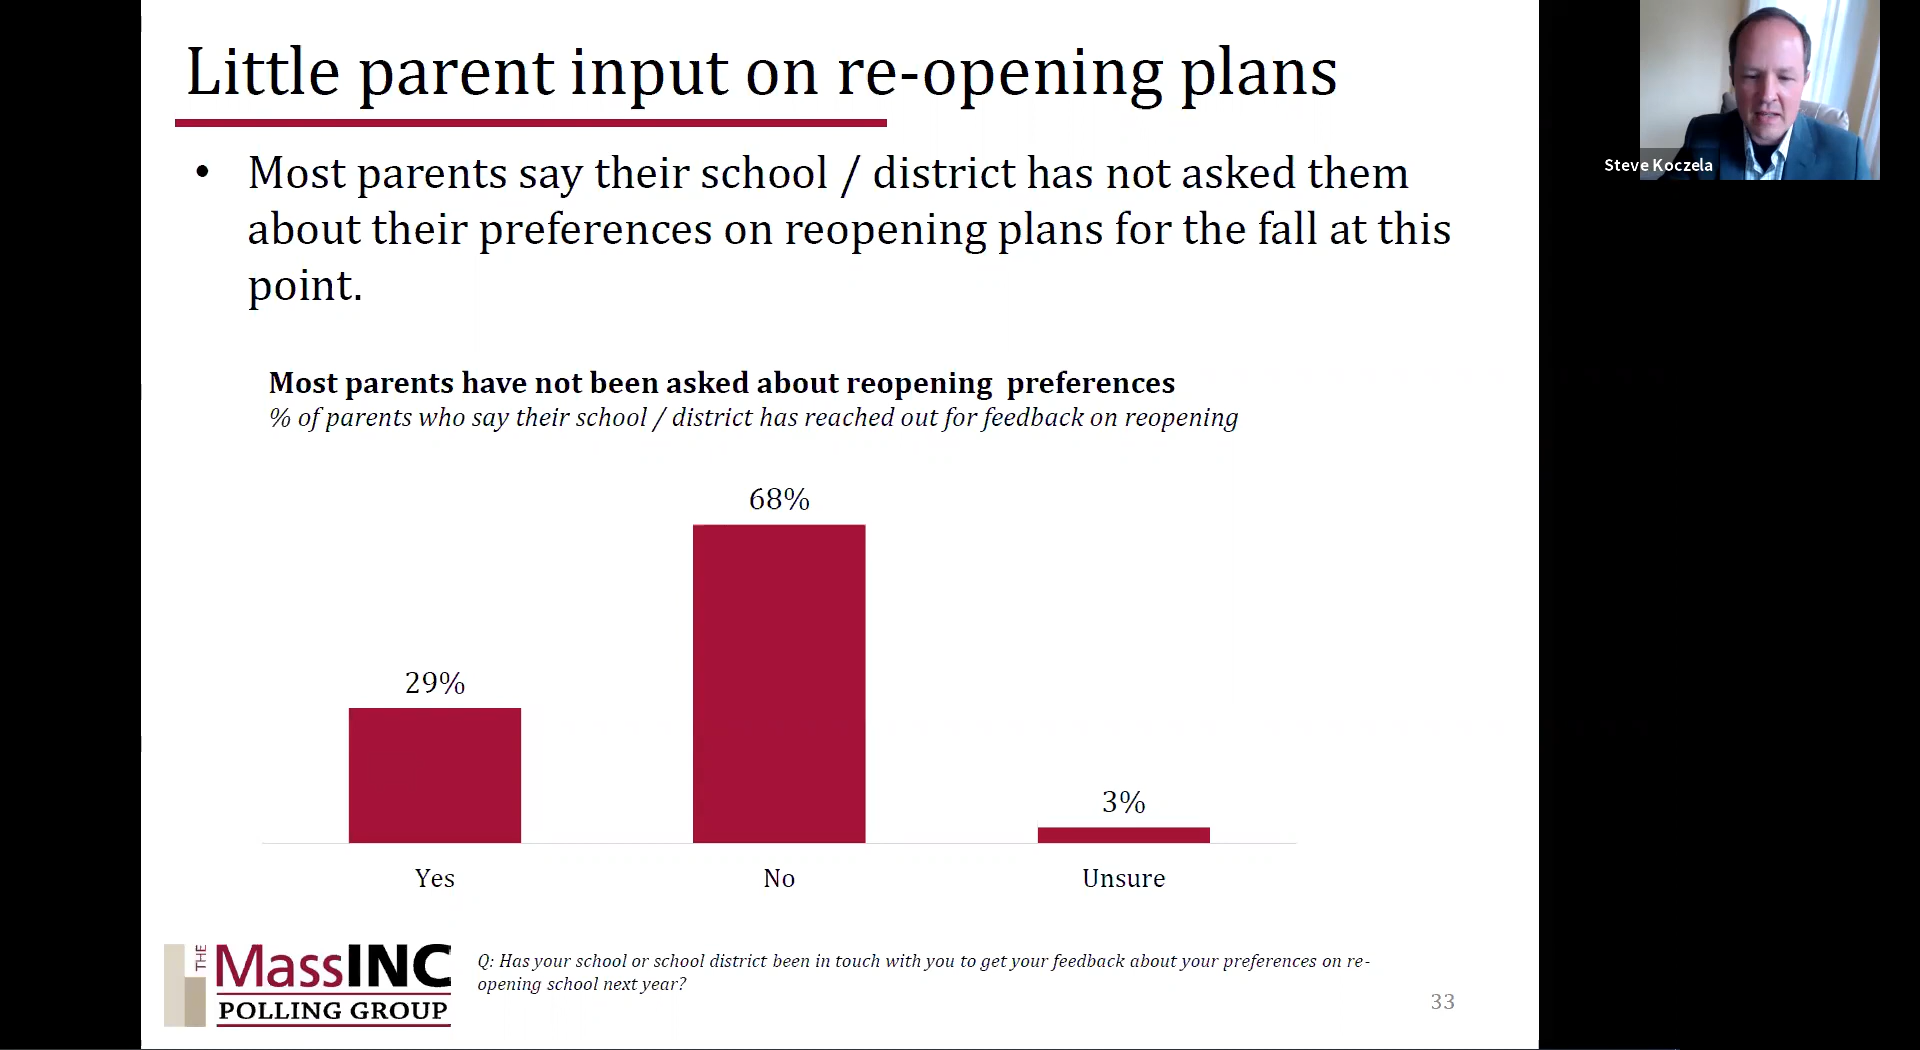 Little parent input on re-opening plans
Steve Koczela
• Most parents say their school / district has not asked them
about their preferences on reopening plans for the fall at this
point.
Most parents have not been asked about reopening  preferences
% of parents who say their school / district has reached out for feedback on reopening
68%
29%
3%
Yes
No
Unsure
THE
MassINC
POLLING GROUP
Q: Has your school or school district been in touch with you to get your feedback about your preferences on re-
opening school next year?
33